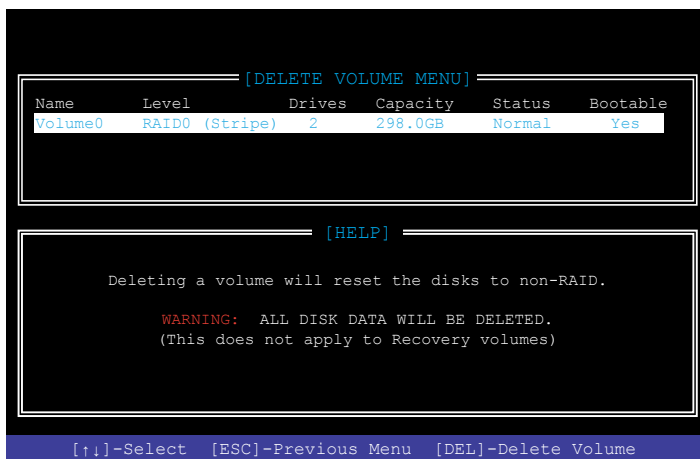 [DELETE VOLUME MENU]
Name Level Drives Capacity Status Bootable
Volume0 RAID0 (Stripe) 2 298.0GB Normal Yes
[HELP]
Deleting a volume will reset the disks to non-RAID.
WARNING: ALL DISK DATA WILL BE DELETED.
(This does not apply to Recovery volumes)
[↑↓]-Select [ESC]-Previous Menu [DEL]-Delete Volume